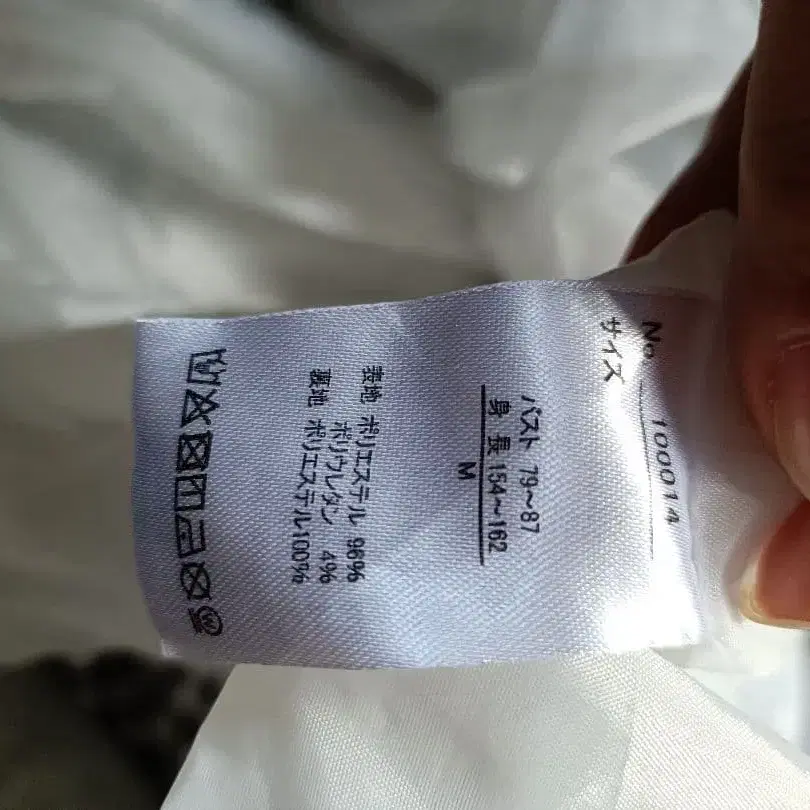 No. 100014
サイズ
バスト 79～87
身長 154～162
M
表地 ポリエステル 96%
ポリウレタン 4%
裏地 ポリエステル100%